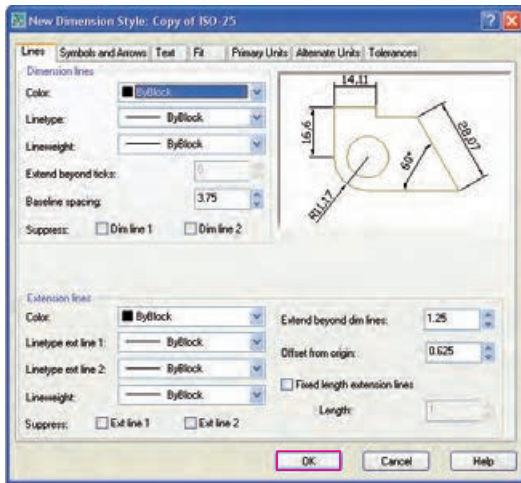 New Dimension Style: Copy of ISO-25
Lines Symbols and Arrows Text Fit Primary Units Alternate Units Tolerances
Dimension lines
Color: ByBlock
Linetype: ByBlock
Lineweight: ByBlock
Extend beyond ticks:
Baseline spacing: 3.75
Suppress: Dim line 1 Dim line 2
14,11
16,6
28,07
60°
R11,17
Extension lines
Color: ByBlock
Linetype ext line 1: ByBlock
Linetype ext line 2: ByBlock
Lineweight: ByBlock
Suppress: Ext line 1 Ext line 2
Extend beyond dim lines: 1.25
Offset from origin: 0.625
Fixed length extension lines
Length: 1
OK Cancel Help